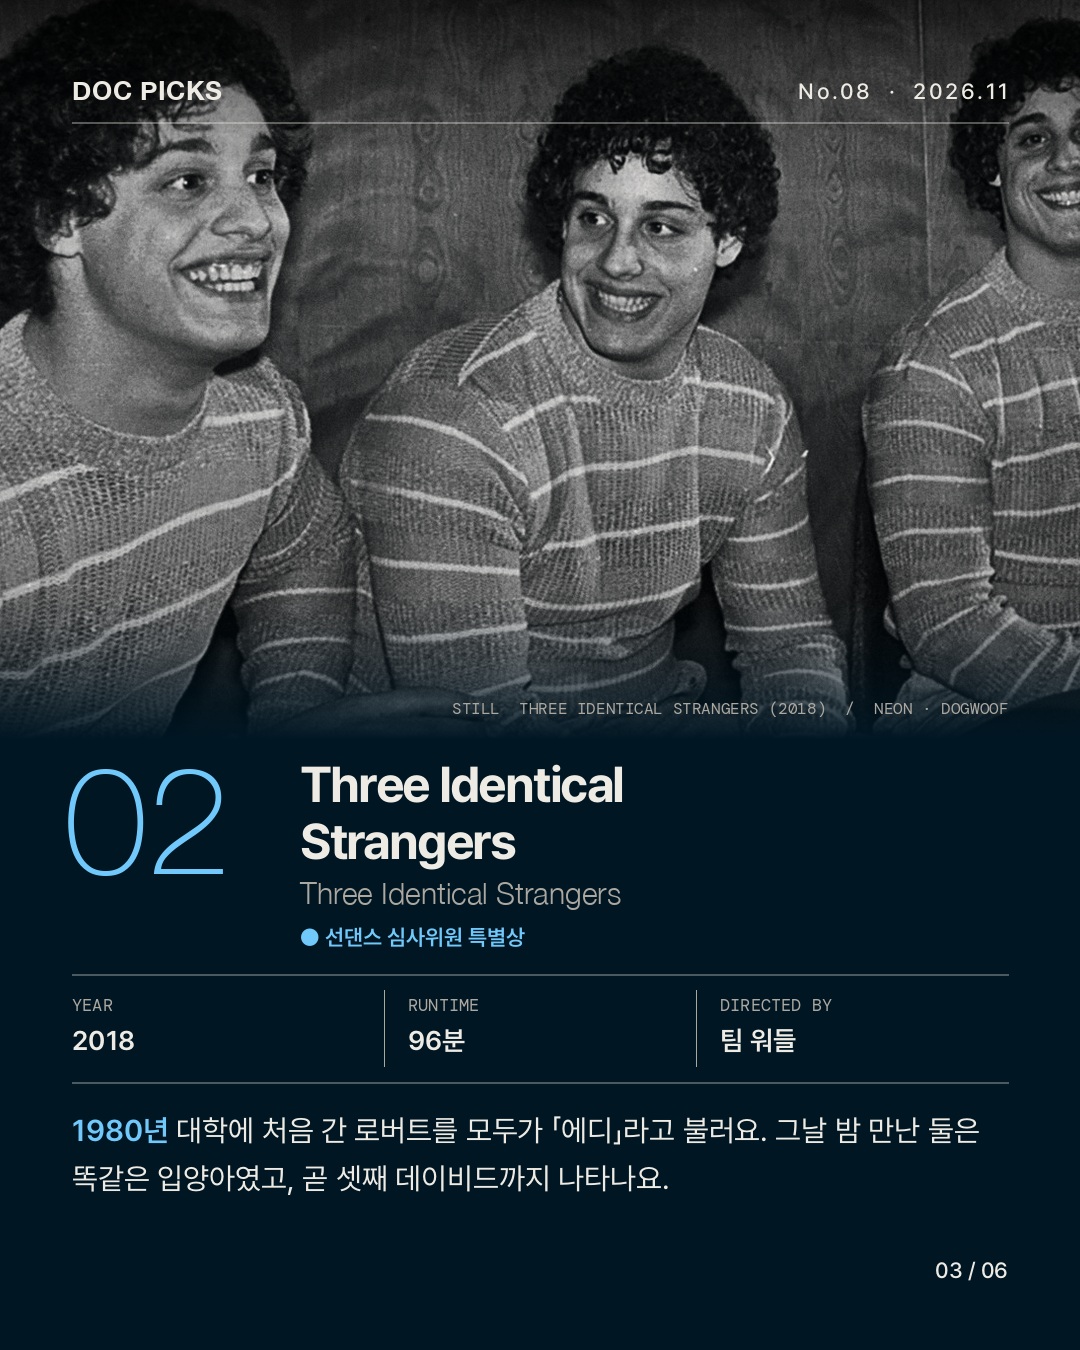 DOC PICKS
No.08 · 2026.11
STILL THREE IDENTICAL STRANGERS (2018) / NEON · DOGWOOF
02
Three Identical
Strangers
Three Identical Strangers
● 선댄스 심사위원 특별상
YEAR
2018
RUNTIME
96분
DIRECTED BY
팀 워들
1980년 대학에 처음 간 로버트를 모두가 「에디」라고 불러요. 그날 밤 만난 둘은
똑같은 입양아였고, 곧 셋째 데이비드까지 나타나요.
03 / 06